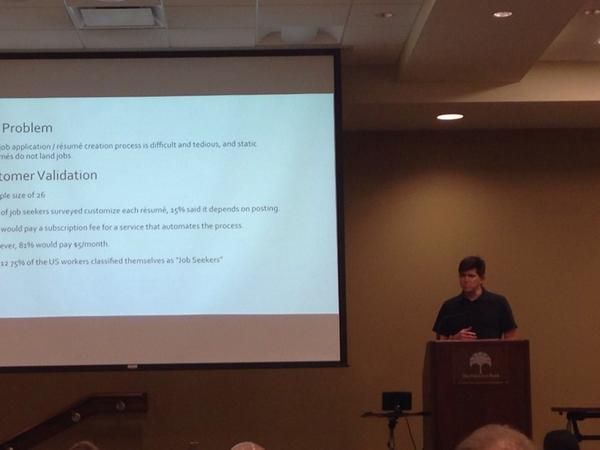 Problem
job application / résumé creation process is difficult and tedious, and static
més do not land jobs.
tomer Validation
ple size of 26
of job seekers surveyed customize each résumé, 15% said it depends on posting.
would pay a subscription fee for a service that automates the process.
ever, 81% would pay $5/month.
12 75% of the US workers classified themselves as "Job Seekers"